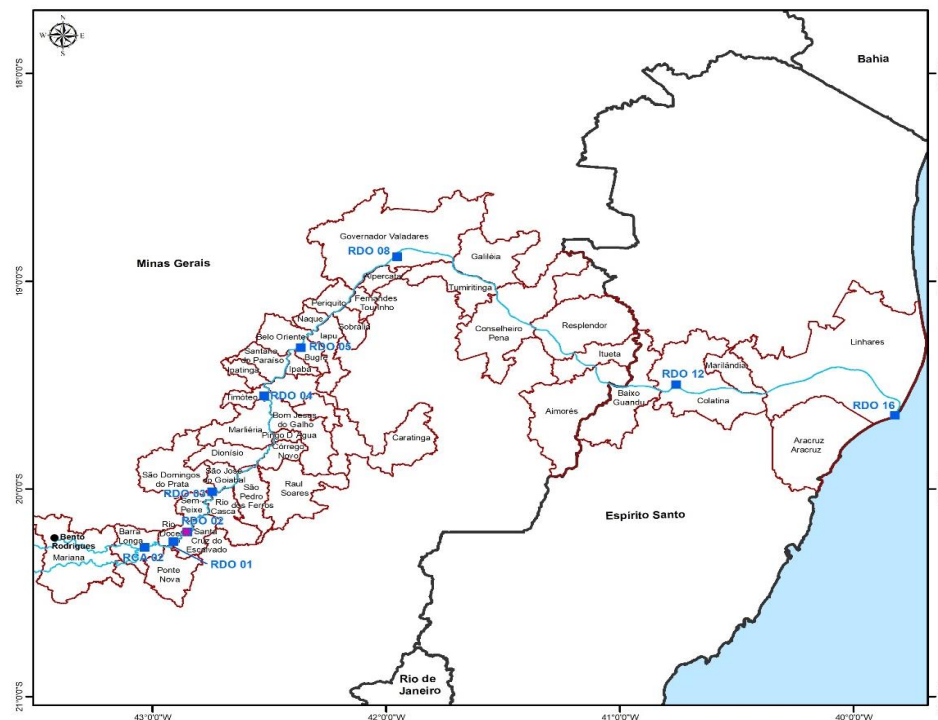 N
W
E
S
Bahia
18°0'0"S
Governador Valadares
RDO 08
Galiléia
Minas Gerais
Alpercata
19°0'0"S
Tumiritinga
Periquito
Fernandes
Tourinho
Naque
Sobrália
Resplendor
Conselheiro
Pena
Belo Oriente
Iapu
Linhares
RDO 05
Bugre
Santana
do Paraíso
Itueta
Marilândia
Ipatinga
Ipaba
RDO 12
Timóteo
RDO 04
Baixo
Guandu
Colatina
RDO 16
Aimorés
Bom Jesus
do Galho
Marliéria
Pingo D'Água
Caratinga
Córrego
Novo
Aracruz
Aracruz
Dionísio
São José
do Goiabal
São Domingos
do Prata
Raul
Soares
São
Pedro
dos Ferros
RDO 03
20°0'0"S
Sem
Peixe
Rio
Casca
Espirito Santo
RDO 02
Rio
Doce
Santa
Cruz do
Escalvado
Barra
Longa
Bento
Rodrigues
Mariana
RCA 02
RDO 01
Ponte
Nova
Rio de
Janeiro
21°0'0"S
43°0'0"W
42°0'0"W
41°0'0"W
40°0'0"W